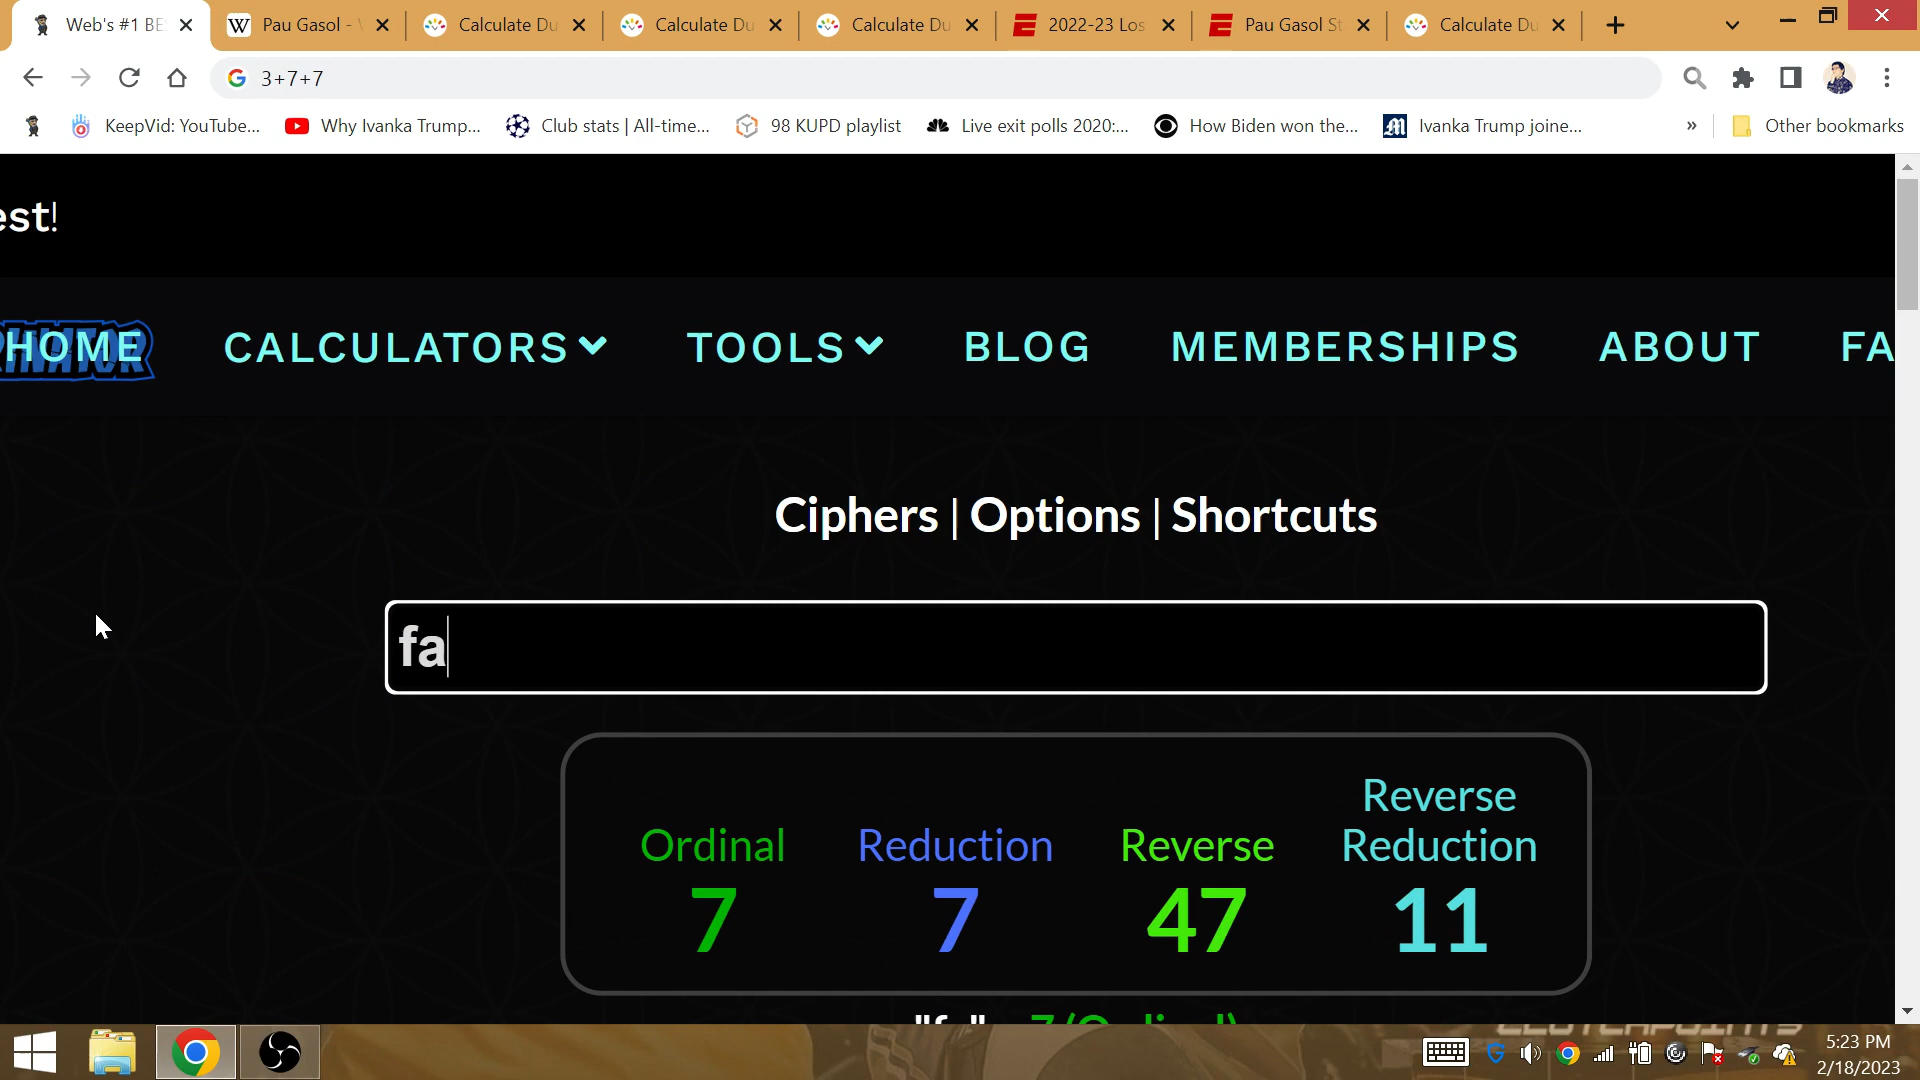 Web's #1 BE
Pau Gasol -
Calculate Du
Calculate Du
Calculate Du
2022-23 Los
Pau Gasol St
Calculate Du
3+7+7
KeepVid: YouTube...
Why Ivanka Trump...
Club stats | All-time...
98 KUPD playlist
Live exit polls 2020:...
How Biden won the...
Ivanka Trump joine...
»
Other bookmarks
est!
HOME
CALCULATORS
TOOLS
BLOG
MEMBERSHIPS
ABOUT
FA
Ciphers | Options | Shortcuts
fa
Ordinal
7
Reduction
7
Reverse
47
Reverse
Reduction
11
5:23 PM
2/18/2023